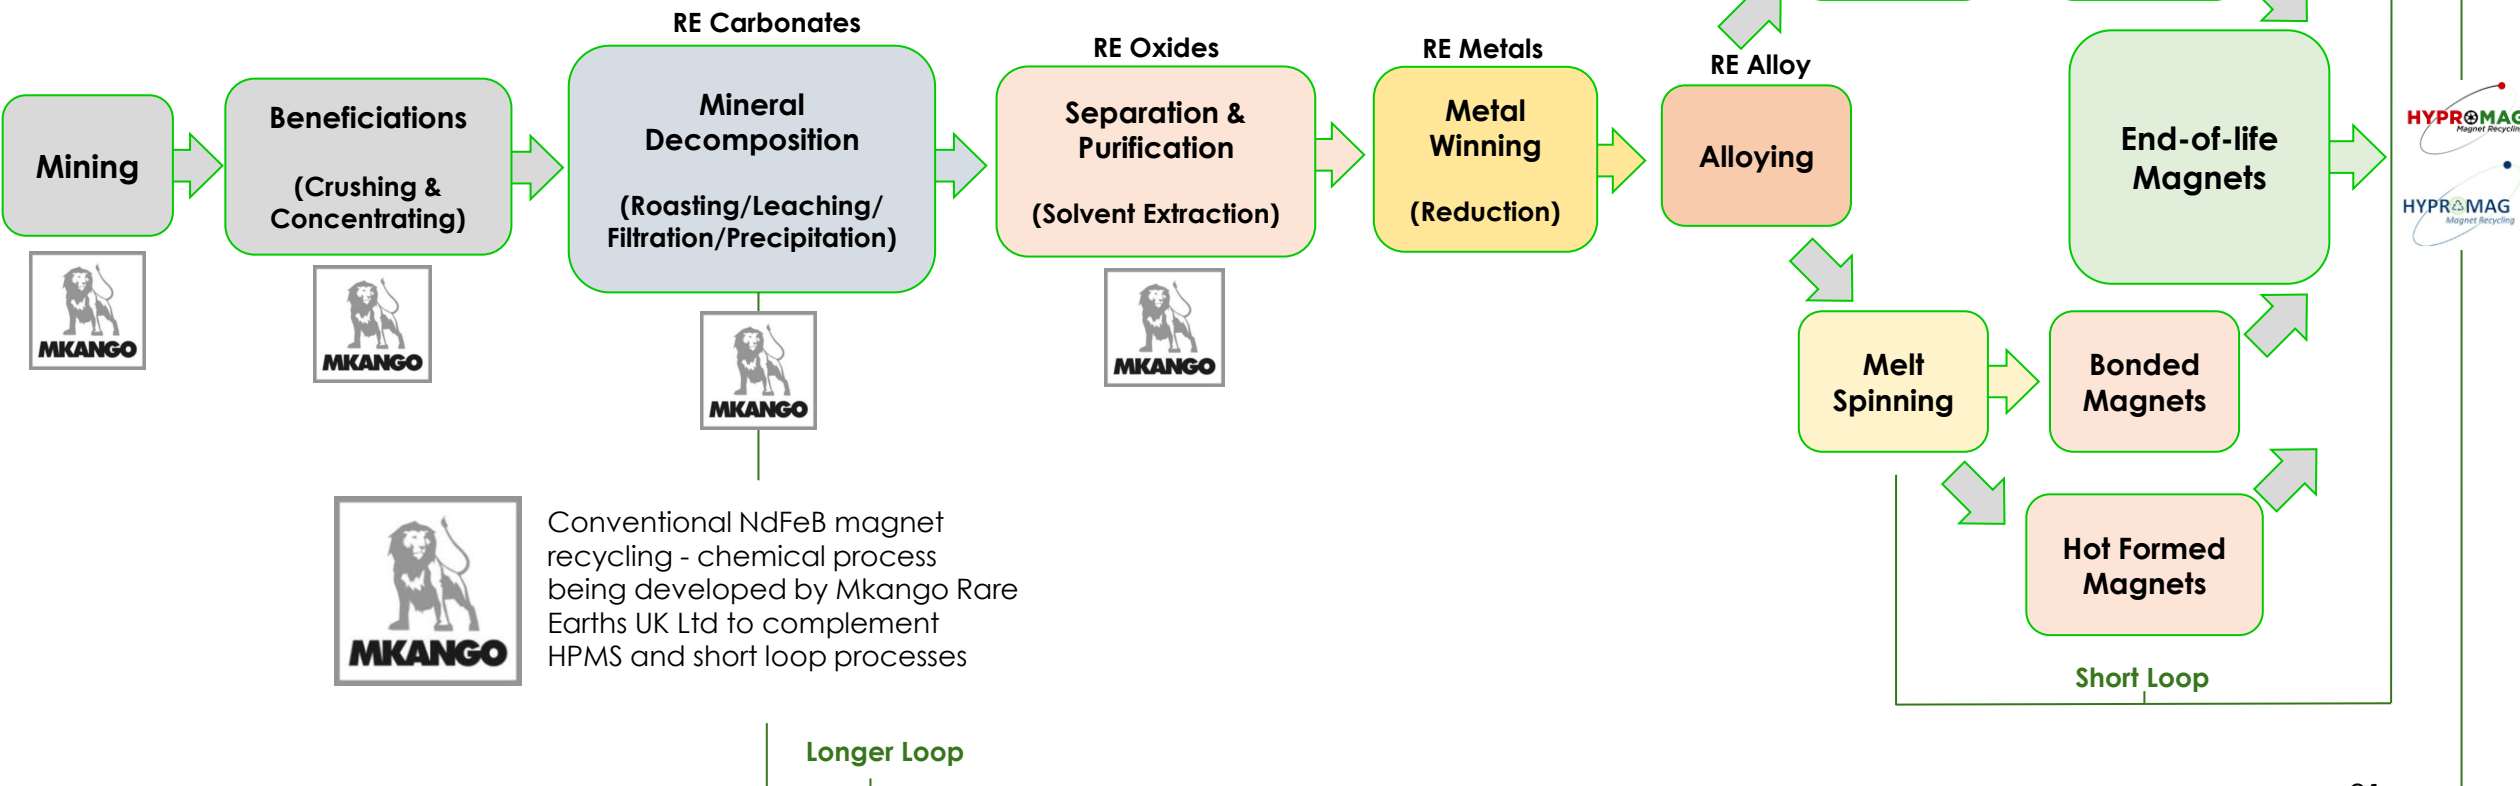 RE Carbonates
RE Oxides
RE Metals
RE Alloy
Mining
Beneficiations
(Crushing &
Concentrating)
Mineral
Decomposition
(Roasting/Leaching/
Filtration/Precipitation)
Separation &
Purification
(Solvent Extraction)
Metal
Winning
(Reduction)
Alloying
End-of-life
Magnets
HYPROMAG
Magnet Recycling
HYPROMAG
Magnet Recycling
MKANGO
MKANGO
MKANGO
MKANGO
Melt
Spinning
Bonded
Magnets
Hot Formed
Magnets
Short Loop
MKANGO
Conventional NdFeB magnet
recycling - chemical process
being developed by Mkango Rare
Earths UK Ltd to complement
HPMS and short loop processes
Longer Loop